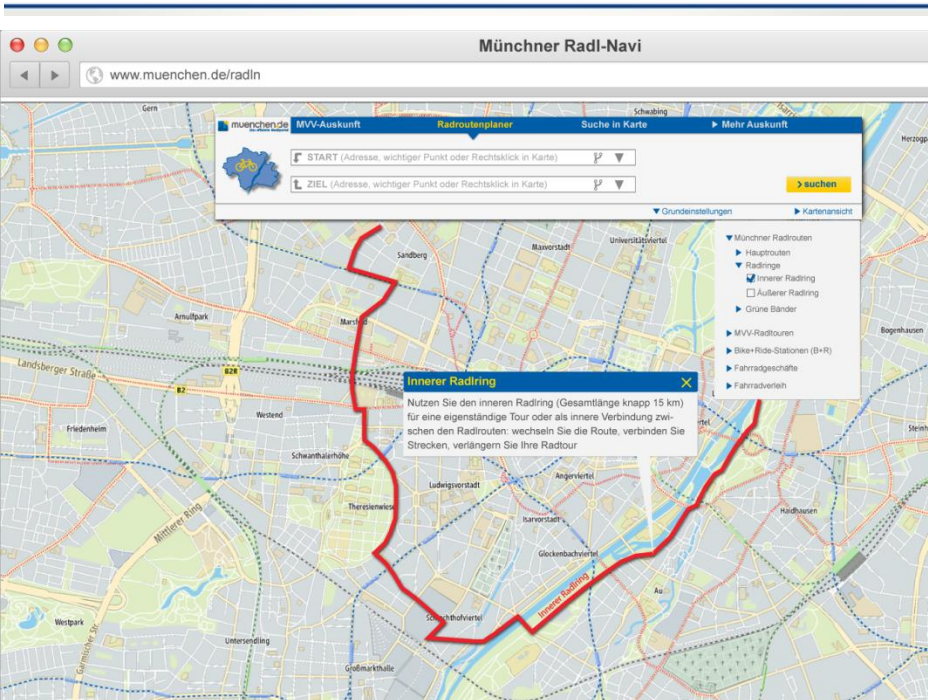 Münchner Radl-Navi
www.muenchen.de/radln
Gern
Schwabing
muenchen.de
MVV-Auskunft
Radroutenplaner
Suche in Karte
Mehr Auskunft
START (Adresse, wichtiger Punkt oder Rechtsklick in Karte)
ZIEL (Adresse, wichtiger Punkt oder Rechtsklick in Karte)
suchen
Grundeinstellungen
Kartenansicht
Münchner Radlrouten
Hauptrouten
Radlringe
Innerer Radlring
Äußerer Radlring
Grüne Bänder
MVV-Radltouren
Bike+Ride-Stationen (B+R)
Fahrradgeschäfte
Fahrradverleih
Sandberg
Maxvorstadt
Universitätsviertel
Arnulfpark
Bogenhausen
Landsberger Straße
B2R
B2
Innerer Radlring
Nutzen Sie den inneren Radlring (Gesamtlänge knapp 15 km)
für eine eigenständige Tour oder als innere Verbindung zwi-
schen den Radlrouten: wechseln Sie die Route, verbinden Sie
Strecken, verlängern Sie Ihre Radtour
Friedenheim
Westend
Schwanthalerhöhe
Ludwigsvorstadt
Angerviertel
Isarvorstadt
Haidhausen
Mittlerer Ring
Glockenbachviertel
Innerer Radlring
Au
Westpark
Garmischer Str.
Untersendling
Großmarkthalle